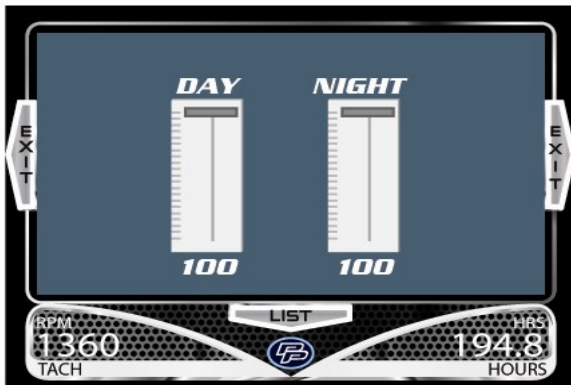 DAY NIGHT
EXIT EXIT
100 100
LIST
RPM HRS
1360 194.8
TACH HOURS